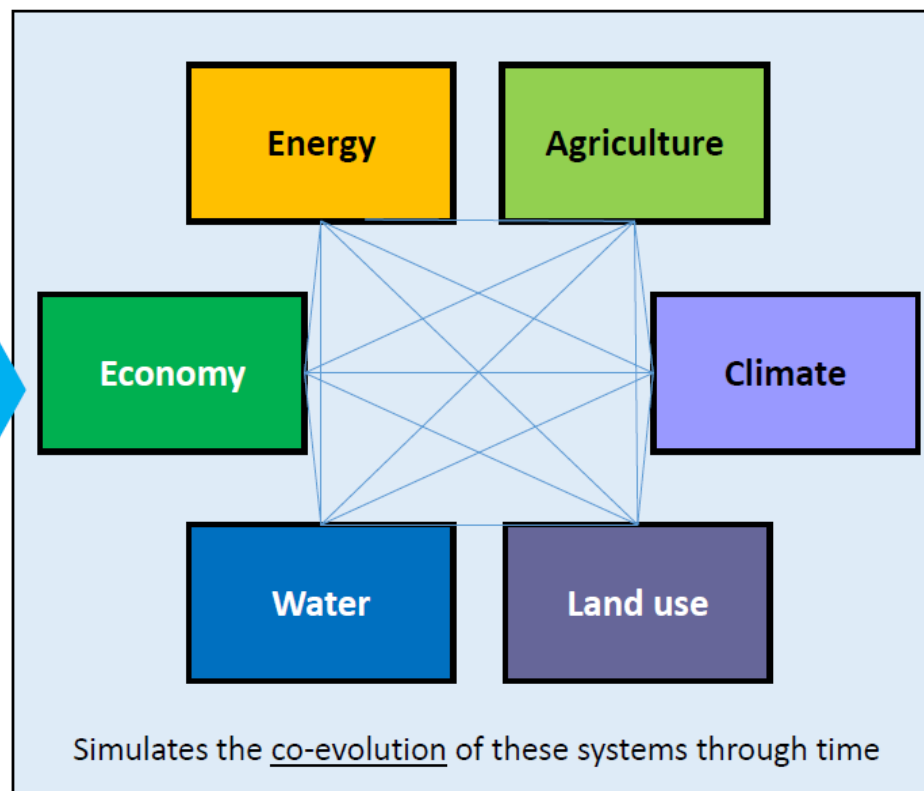 Energy
Agriculture
Economy
Climate
Water
Land use
Simulates the co-evolution of these systems through time